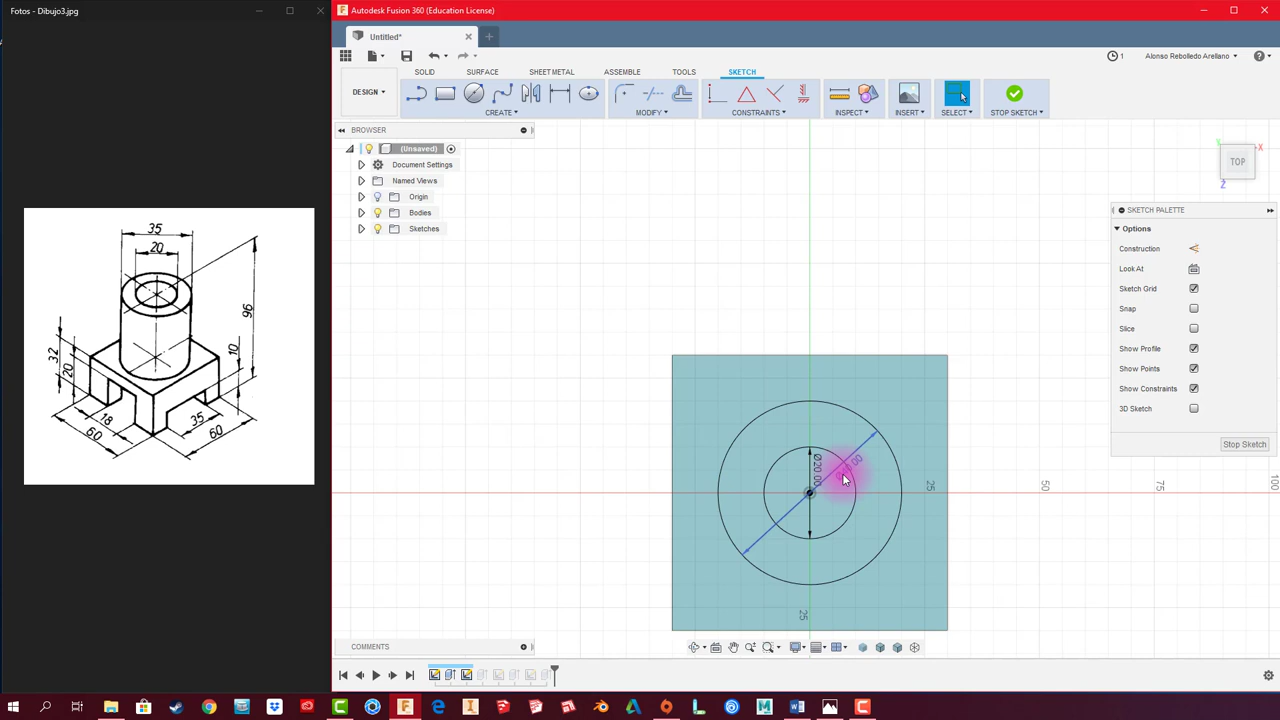 Fotos - Dibujo3.jpg
Autodesk Fusion 360 (Education License)
Untitled*
Alonso Rebolledo Arellano
1
DESIGN
SOLID
SURFACE
SHEET METAL
ASSEMBLE
TOOLS
SKETCH
CREATE
MODIFY
CONSTRAINTS
INSPECT
INSERT
SELECT
STOP SKETCH
BROWSER
(Unsaved)
Document Settings
Named Views
Origin
Bodies
Sketches
TOP
X
Y
Z
SKETCH PALETTE
Options
Construction
Look At
Sketch Grid
Snap
Slice
Show Profile
Show Points
Show Constraints
3D Sketch
Stop Sketch
35
20
96
32
20
10
18
35
60
60
Ø20.00
25
50
75
100
25
COMMENTS